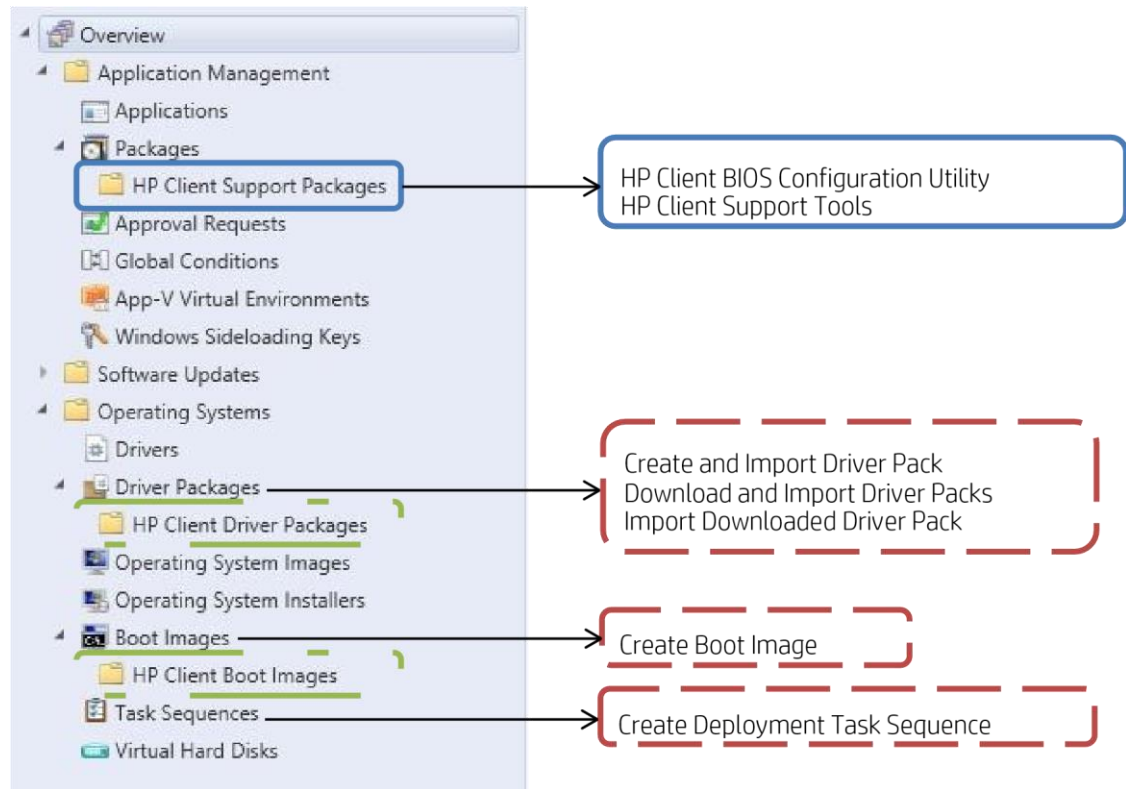 Overview
Application Management
Applications
Packages
HP Client Support Packages
HP Client BIOS Configuration Utility
HP Client Support Tools
Approval Requests
Global Conditions
App-V Virtual Environments
Windows Sideloading Keys
Software Updates
Operating Systems
Drivers
Driver Packages
Create and Import Driver Pack
Download and Import Driver Packs
Import Downloaded Driver Pack
HP Client Driver Packages
Operating System Images
Operating System Installers
Boot Images
Create Boot Image
HP Client Boot Images
Task Sequences
Create Deployment Task Sequence
Virtual Hard Disks